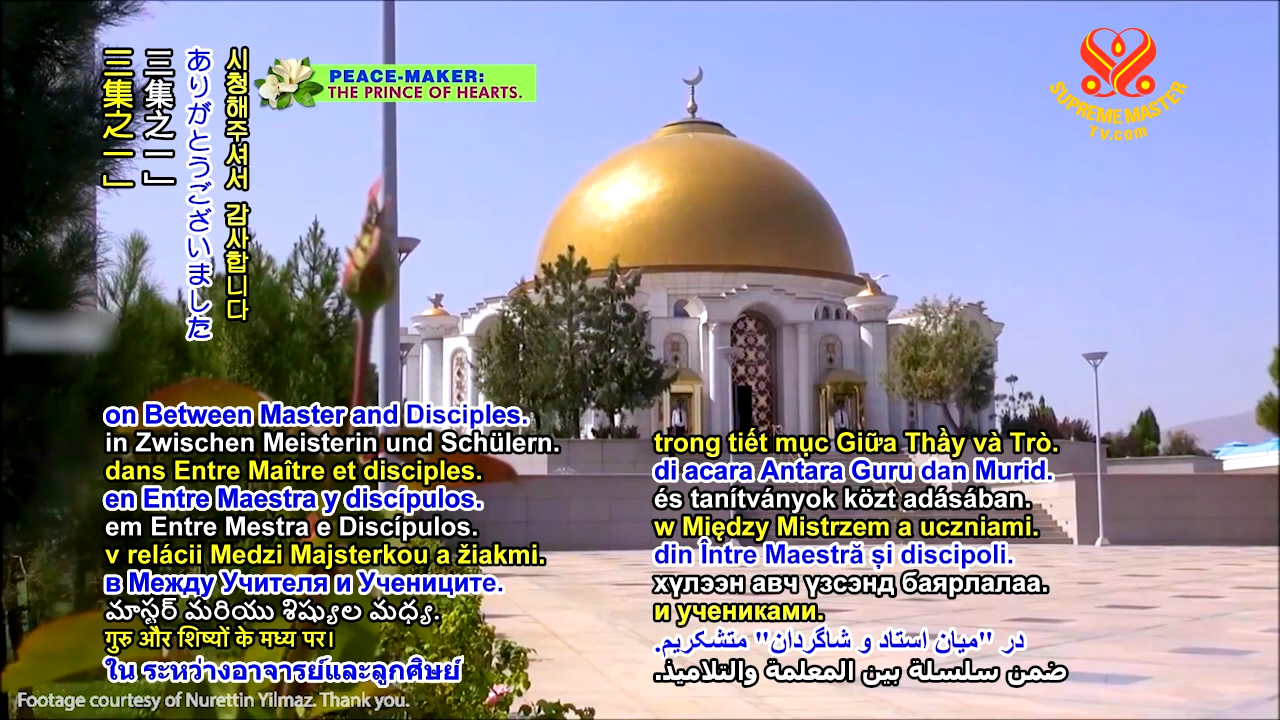 三集之一」
三集之一」
ありがとうございました
시청해주셔서 감사합니다
PEACE-MAKER:
THE PRINCE OF HEARTS.
SUPREME MASTER
TV.com
on Between Master and Disciples.
in Zwischen Meisterin und Schülern.
dans Entre Maître et disciples.
en Entre Maestra y discípulos.
em Entre Mestra e Discípulos.
v relácii Medzi Majsterkou a žiakmi.
в Между Учителя и Учениците.
మాస్టర్ మరియు శిష్యుల మధ్య.
गुरु और शिष्यों के मध्य पर।
ใน ระหว่างอาจารย์และลูกศิษย์
trong tiết mục Giữa Thầy và Trò.
di acara Antara Guru dan Murid.
és tanítványok közt adásában.
w Między Mistrzem a uczniami.
din Între Maestră și discipoli.
хүлээн авч үзсэнд баярлалаа.
и учениками.
در "میان استاد و شاگردان" متشکریم.
ضمن سلسلة بين المعلمة والتلاميذ.
Footage courtesy of Nurettin Yilmaz. Thank you.